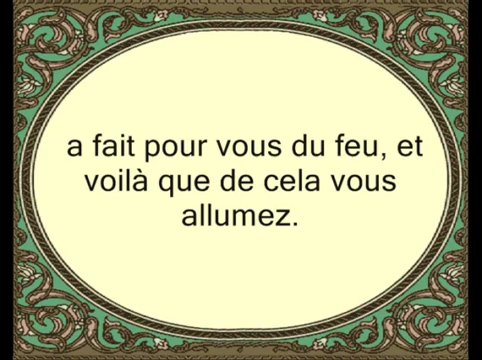 a fait pour vous du feu, et
voilà que de cela vous
allumez.